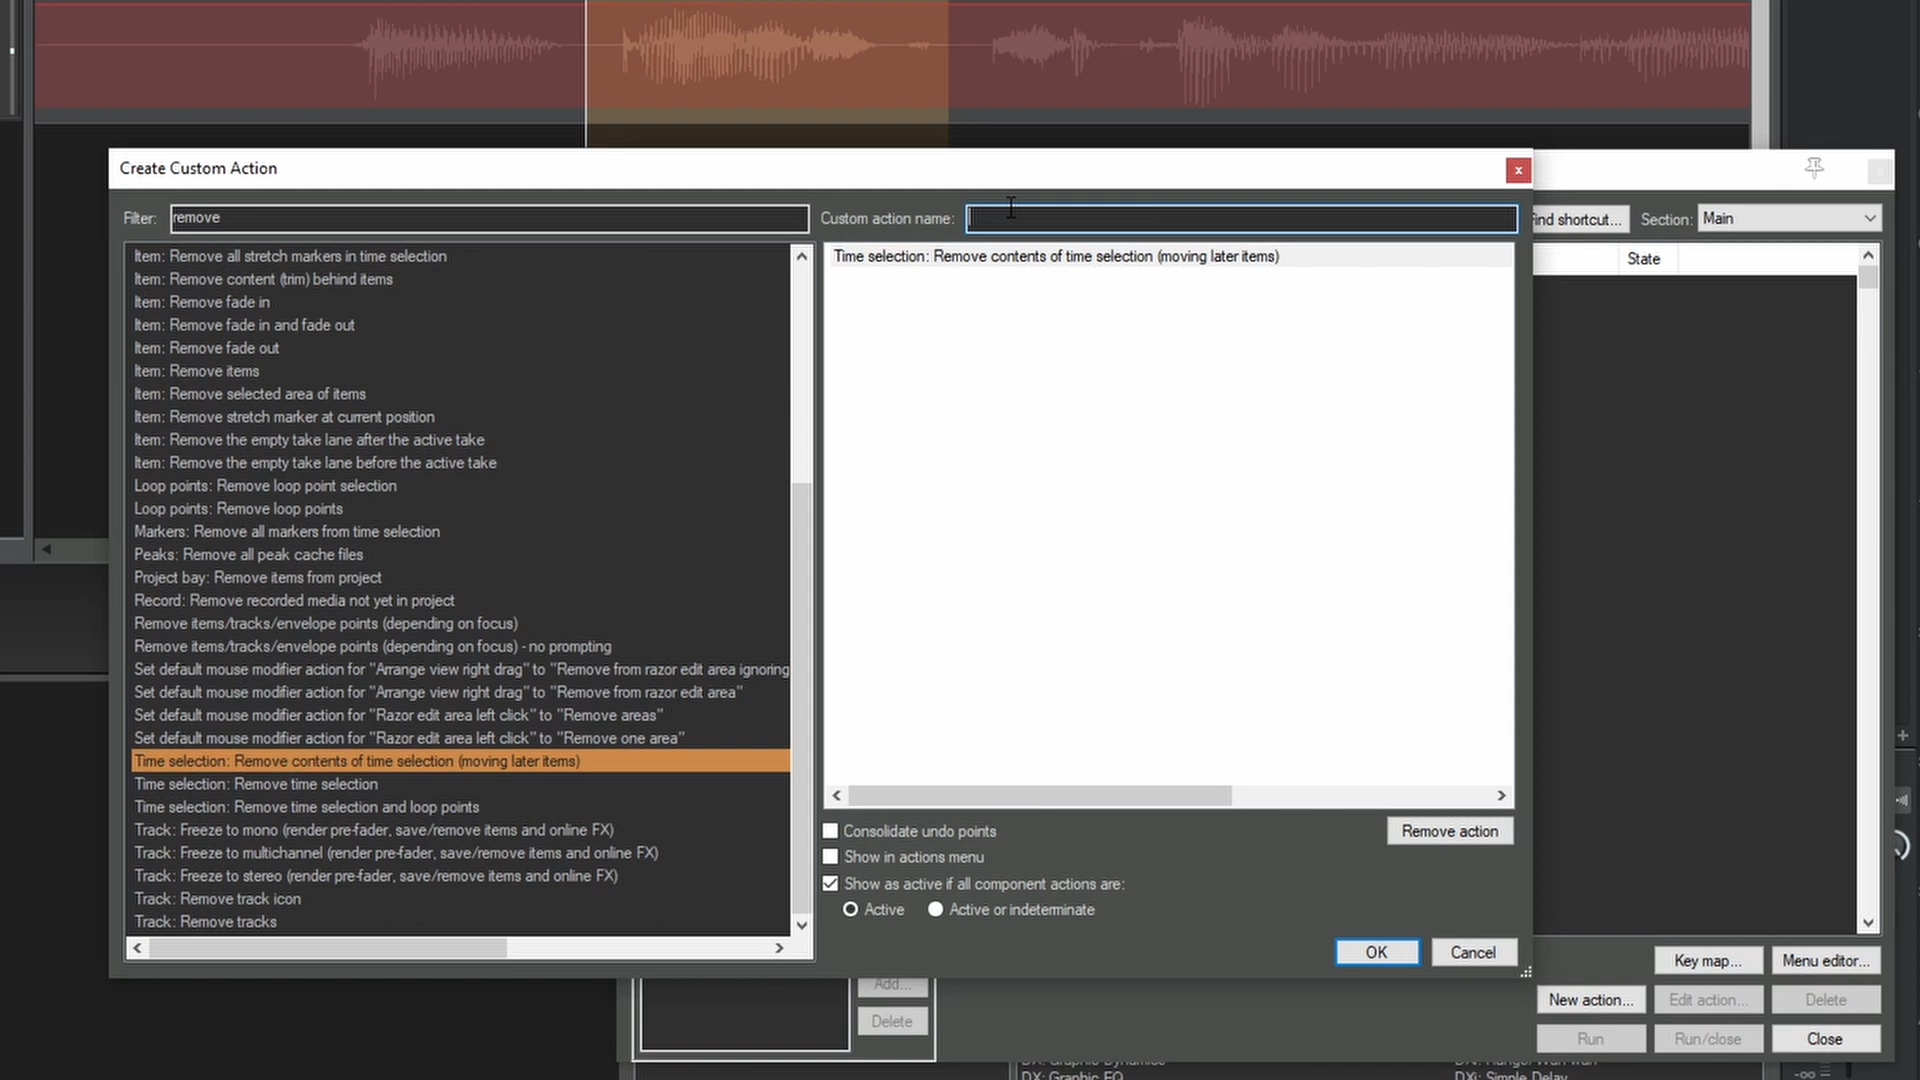 Create Custom Action
Filter: remove
Custom action name:
Find shortcut...
Section: Main
State
Item: Remove all stretch markers in time selection
Item: Remove content (trim) behind items
Item: Remove fade in
Item: Remove fade in and fade out
Item: Remove fade out
Item: Remove items
Item: Remove selected area of items
Item: Remove stretch marker at current position
Item: Remove the empty take lane after the active take
Item: Remove the empty take lane before the active take
Loop points: Remove loop point selection
Loop points: Remove loop points
Markers: Remove all markers from time selection
Peaks: Remove all peak cache files
Project bay: Remove items from project
Record: Remove recorded media not yet in project
Remove items/tracks/envelope points (depending on focus)
Remove items/tracks/envelope points (depending on focus) - no prompting
Set default mouse modifier action for "Arrange view right drag" to "Remove from razor edit area ignoring
Set default mouse modifier action for "Arrange view right drag" to "Remove from razor edit area"
Set default mouse modifier action for "Razor edit area left click" to "Remove areas"
Set default mouse modifier action for "Razor edit area left click" to "Remove one area"
Time selection: Remove contents of time selection (moving later items)
Time selection: Remove time selection
Time selection: Remove time selection and loop points
Track: Freeze to mono (render pre-fader, save/remove items and online FX)
Track: Freeze to multichannel (render pre-fader, save/remove items and online FX)
Track: Freeze to stereo (render pre-fader, save/remove items and online FX)
Track: Remove track icon
Track: Remove tracks
Time selection: Remove contents of time selection (moving later items)
Consolidate undo points
Remove action
Show in actions menu
Show as active if all component actions are:
Active
Active or indeterminate
OK
Cancel
Key map...
Menu editor...
New action...
Edit action...
Delete
Run
Run/close
Close
Add...
Delete
DX: Graphic Dynamics
DX: Graphic EQ
DXi: Simple Delay
-oo